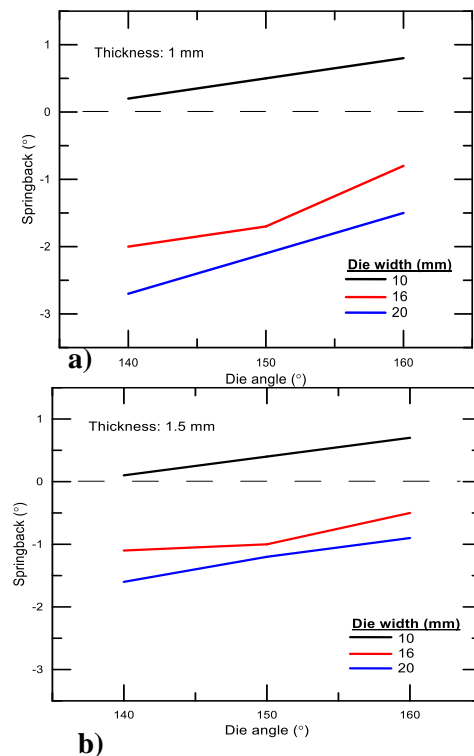 Thickness: 1 mm
1
0
-1
-2
-3
Springback (°)
Die width (mm)
10
16
20
140
150
160
Die angle (°)
a)
Thickness: 1.5 mm
1
0
-1
-2
-3
Springback (°)
Die width (mm)
10
16
20
140
150
160
Die angle (°)
b)